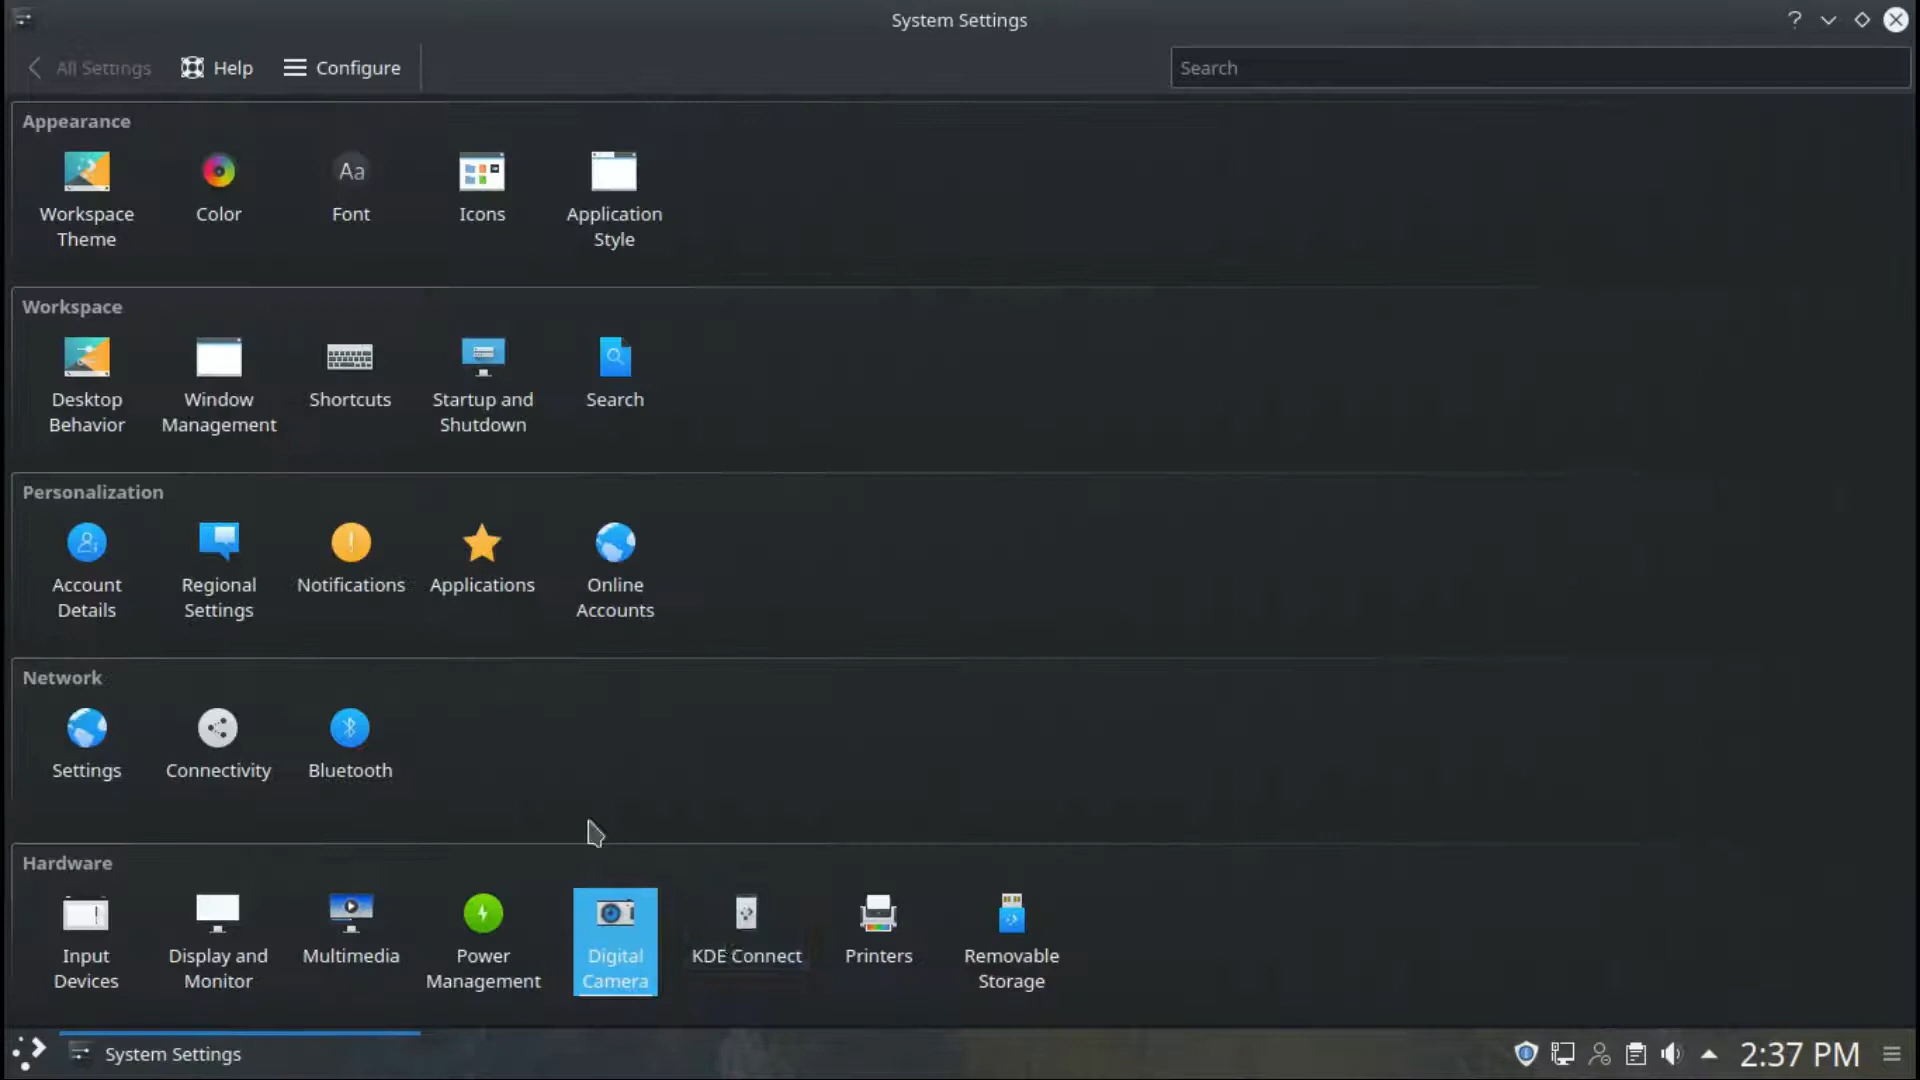 System Settings
All Settings
Help
Configure
Search
Appearance
Workspace
Theme
Color
Aa
Font
Icons
Application
Style
Workspace
Desktop
Behavior
Window
Management
Shortcuts
Startup and
Shutdown
Search
Personalization
Account
Details
Regional
Settings
Notifications
Applications
Online
Accounts
Network
Settings
Connectivity
Bluetooth
Hardware
Input
Devices
Display and
Monitor
Multimedia
Power
Management
Digital
Camera
KDE Connect
Printers
Removable
Storage
System Settings
2:37 PM